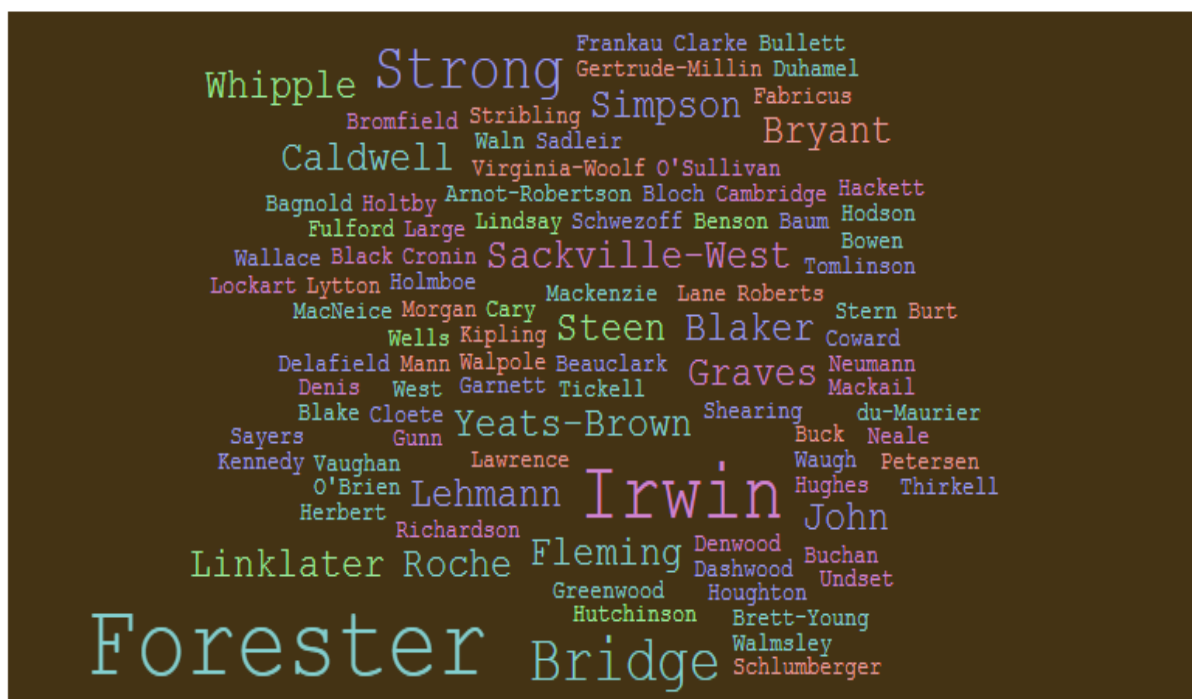 Frankau Clarke Bullett
Whipple Strong Gertrude-Millin Duhamel
Simpson Fabricus
Bromfield Stribling Bryant
Caldwell Waln Sadleir
Virginia-Woolf O'Sullivan
Bagnold Holtby Arnot-Robertson Bloch Cambridge Hackett
Fulford Large Lindsay Schwezoff Benson Baum Hodson
Bowen
Wallace Black Cronin Sackville-West Tomlinson
Lockart Lytton Holmboe
Mackenzie Lane Roberts
MacNeice Morgan Cary Steen Blaker Stern Burt
Wells Kipling Coward
Delafield Mann Walpole Beauclark Graves Neumann
Denis West Garnett Tickell Mackail
Blake Cloete Yeats-Brown Shearing du-Maurier
Sayers Gunn Buck Neale
Kennedy Vaughan Lawrence Waugh Petersen
O'Brien Lehmann Irwin Hughes Thirkell
Herbert John
Richardson
Linklater Roche Fleming Denwood Buchan
Dashwood Undset
Greenwood Houghton
Hutchinson Brett-Young
Forester Bridge Walmsley
Schlumberger